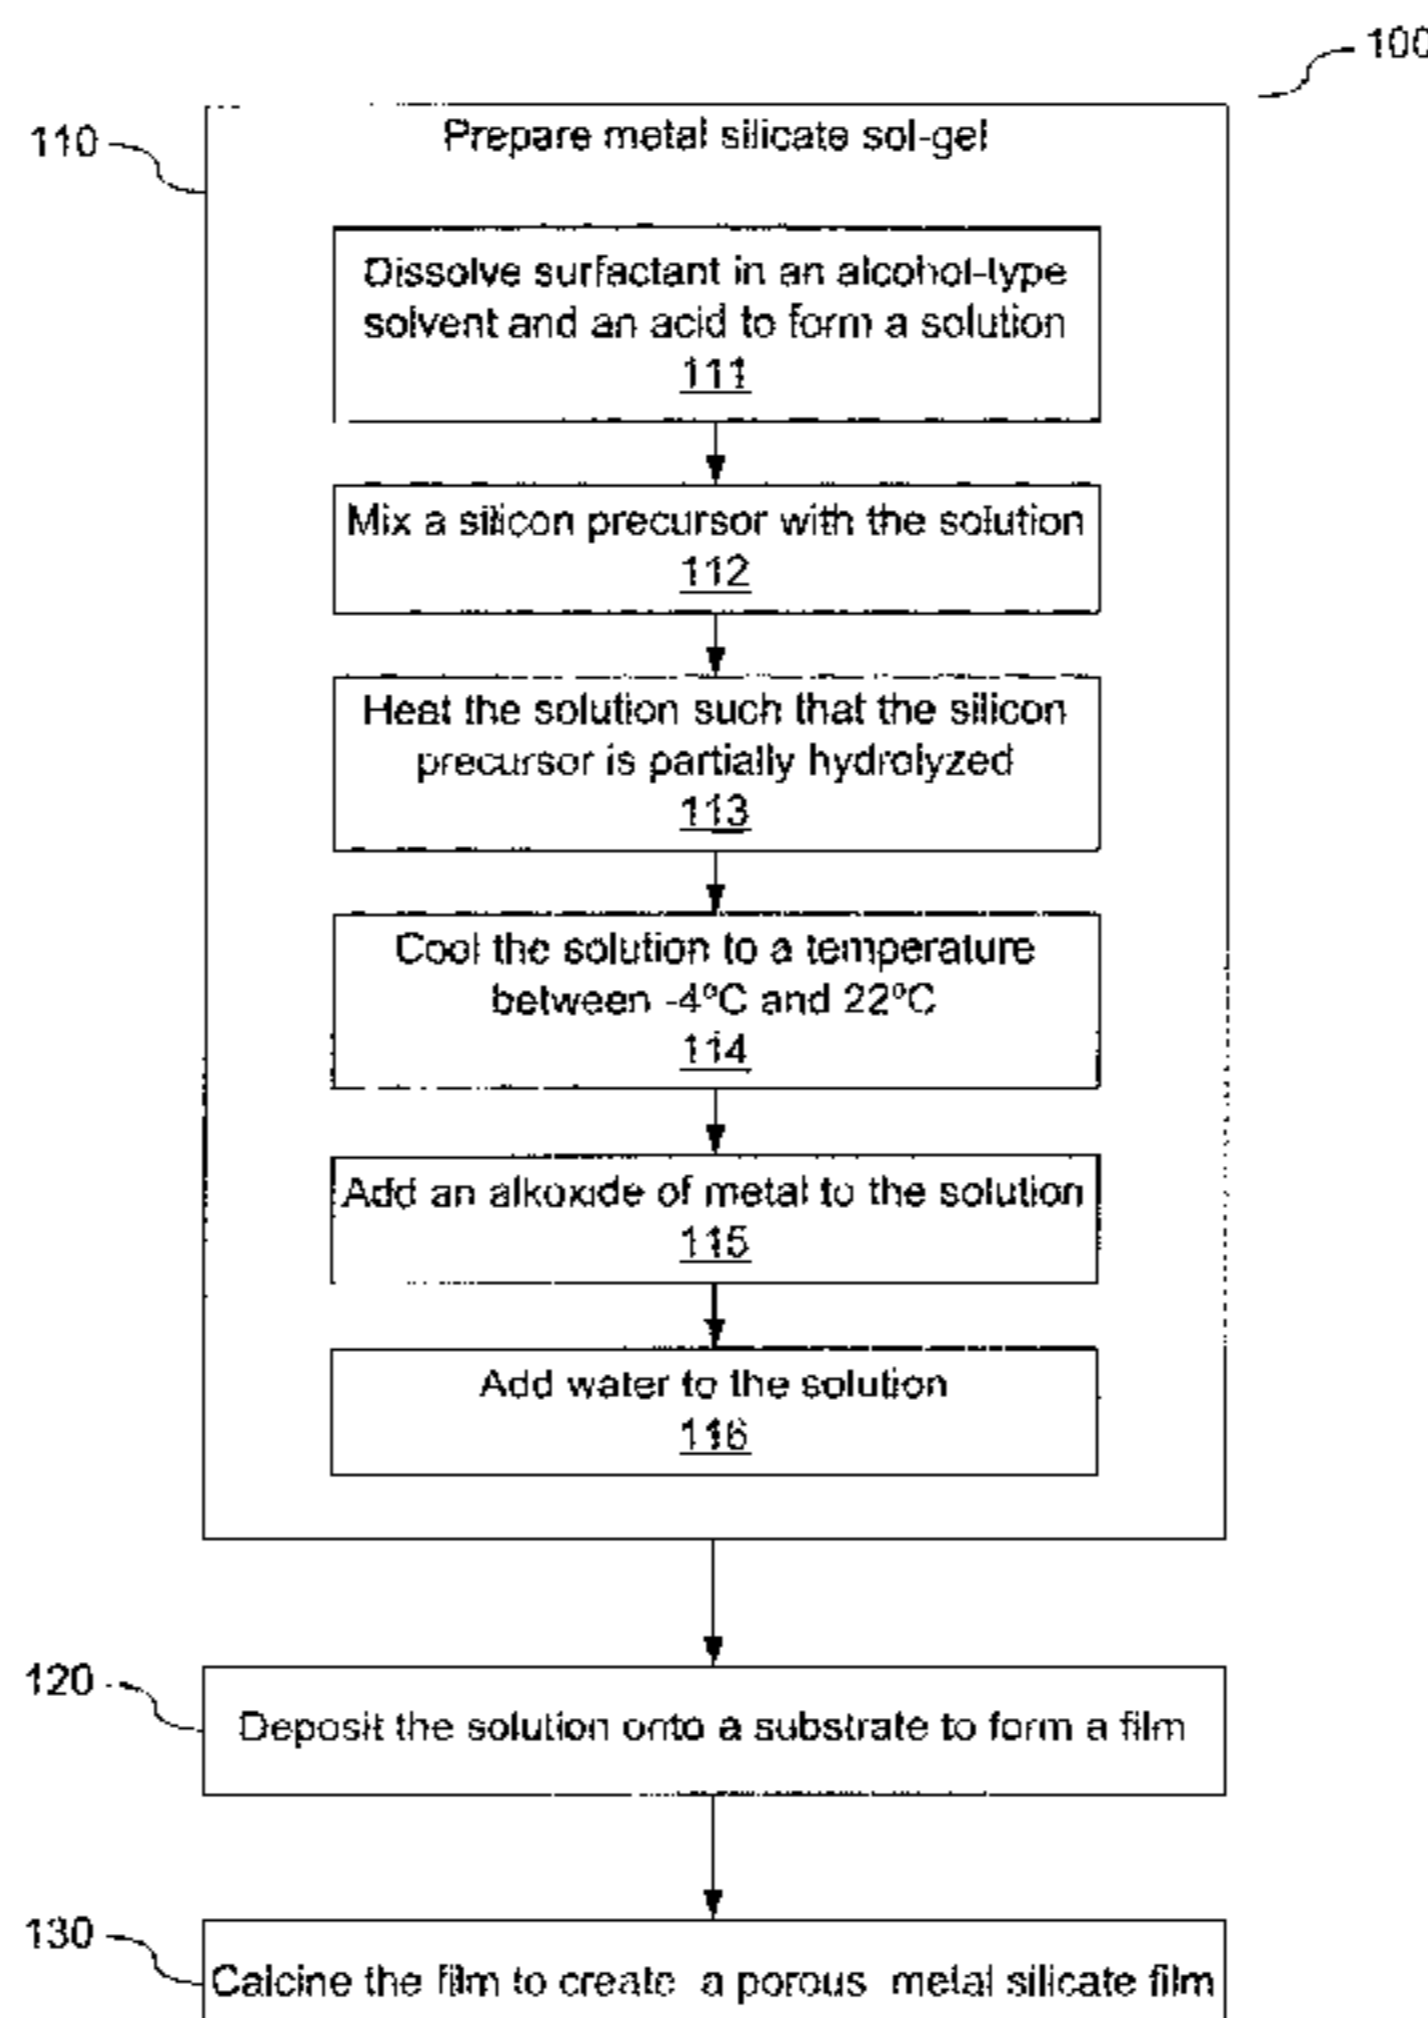 100
110
Prepare metal silicate sol-gel
Dissolve surfactant in an alcohol-type
solvent and an acid to form a solution
111
Mix a silicon precursor with the solution
112
Heat the solution such that the silicon
precursor is partially hydrolyzed
113
Cool the solution to a temperature
between -4ºC and 22ºC
114
Add an alkoxide of metal to the solution
115
Add water to the solution
116
120
Deposit the solution onto a substrate to form a film
130
Calcine the film to create a porous metal silicate film